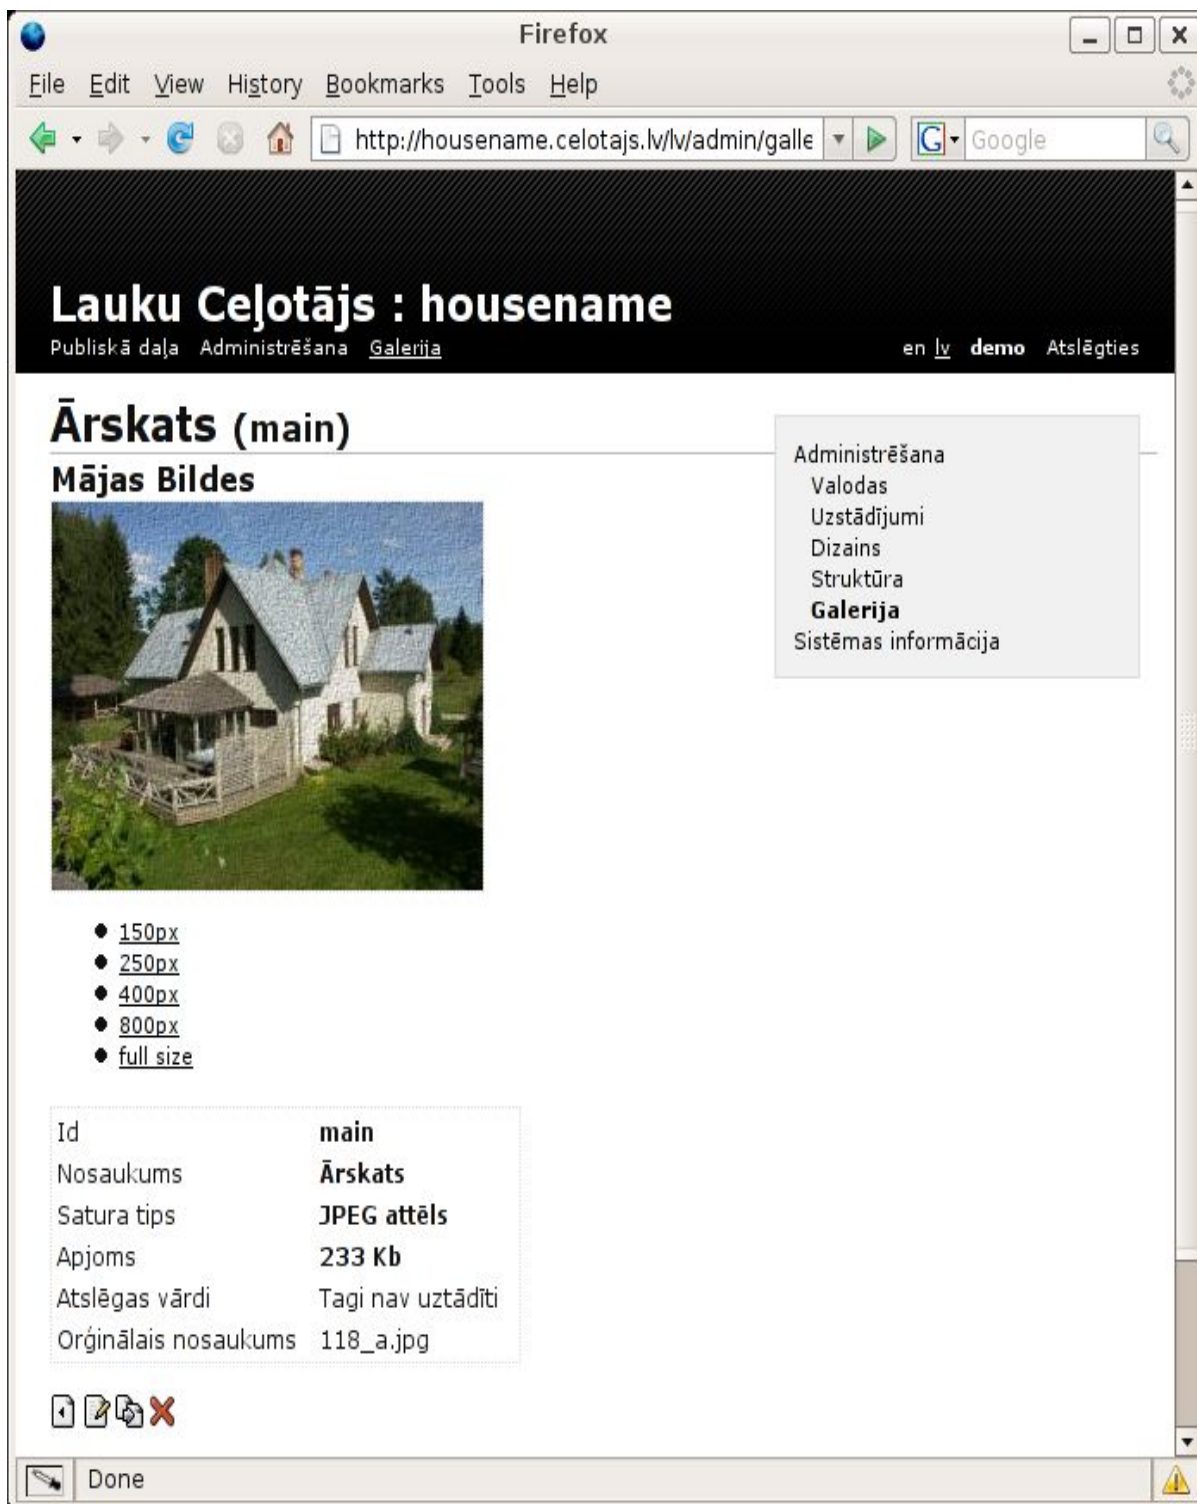 Firefox
File Edit View History Bookmarks Tools Help
http://housename.celotajs.lv/lv/admin/galle G Google
Lauku Ceļotājs : housename
Publiskā daļa Administrēšana Galerija en lv demo Atslēgties
Ārskats (main)
Mājas Bildes
Administrēšana
Valodas
Uzstādījumi
Dizains
Struktūra
Galerija
Sistēmas informācija
150px
250px
400px
800px
full size
Id main
Nosaukums Ārskats
Satura tips JPEG attēls
Apjoms 233 Kb
Atslēgas vārdi Tagi nav uztādīti
Orģinālais nosaukums 118_a.jpg
Done